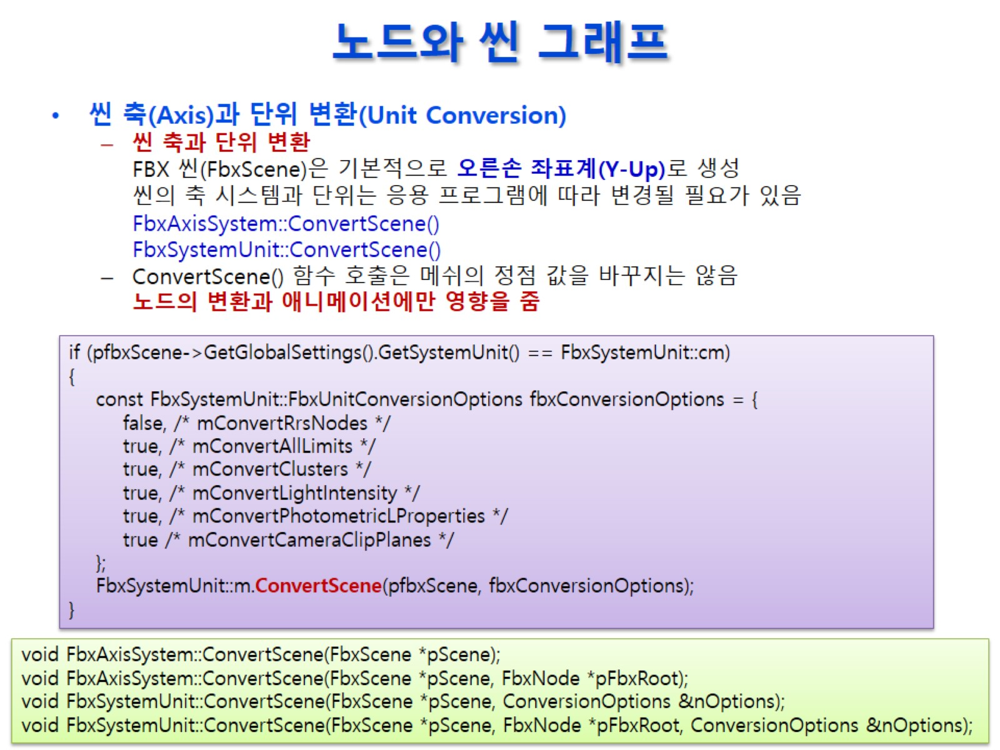 노드와 씬 그래프
• 씬 축(Axis)과 단위 변환(Unit Conversion)
– 씬 축과 단위 변환
FBX 씬(FbxScene)은 기본적으로 오른손 좌표계(Y-Up)로 생성
씬의 축 시스템과 단위는 응용 프로그램에 따라 변경될 필요가 있음
FbxAxisSystem::ConvertScene()
FbxSystemUnit::ConvertScene()
– ConvertScene() 함수 호출은 메쉬의 정점 값을 바꾸지는 않음
노드의 변환과 애니메이션에만 영향을 줌
if (pfbxScene->GetGlobalSettings().GetSystemUnit() == FbxSystemUnit::cm)
{
const FbxSystemUnit::FbxUnitConversionOptions fbxConversionOptions = {
false, /* mConvertRrsNodes */
true, /* mConvertAllLimits */
true, /* mConvertClusters */
true, /* mConvertLightIntensity */
true, /* mConvertPhotometricLProperties */
true /* mConvertCameraClipPlanes */
};
FbxSystemUnit::m.ConvertScene(pfbxScene, fbxConversionOptions);
}
void FbxAxisSystem::ConvertScene(FbxScene *pScene);
void FbxAxisSystem::ConvertScene(FbxScene *pScene, FbxNode *pFbxRoot);
void FbxSystemUnit::ConvertScene(FbxScene *pScene, ConversionOptions &nOptions);
void FbxSystemUnit::ConvertScene(FbxScene *pScene, FbxNode *pFbxRoot, ConversionOptions &nOptions);